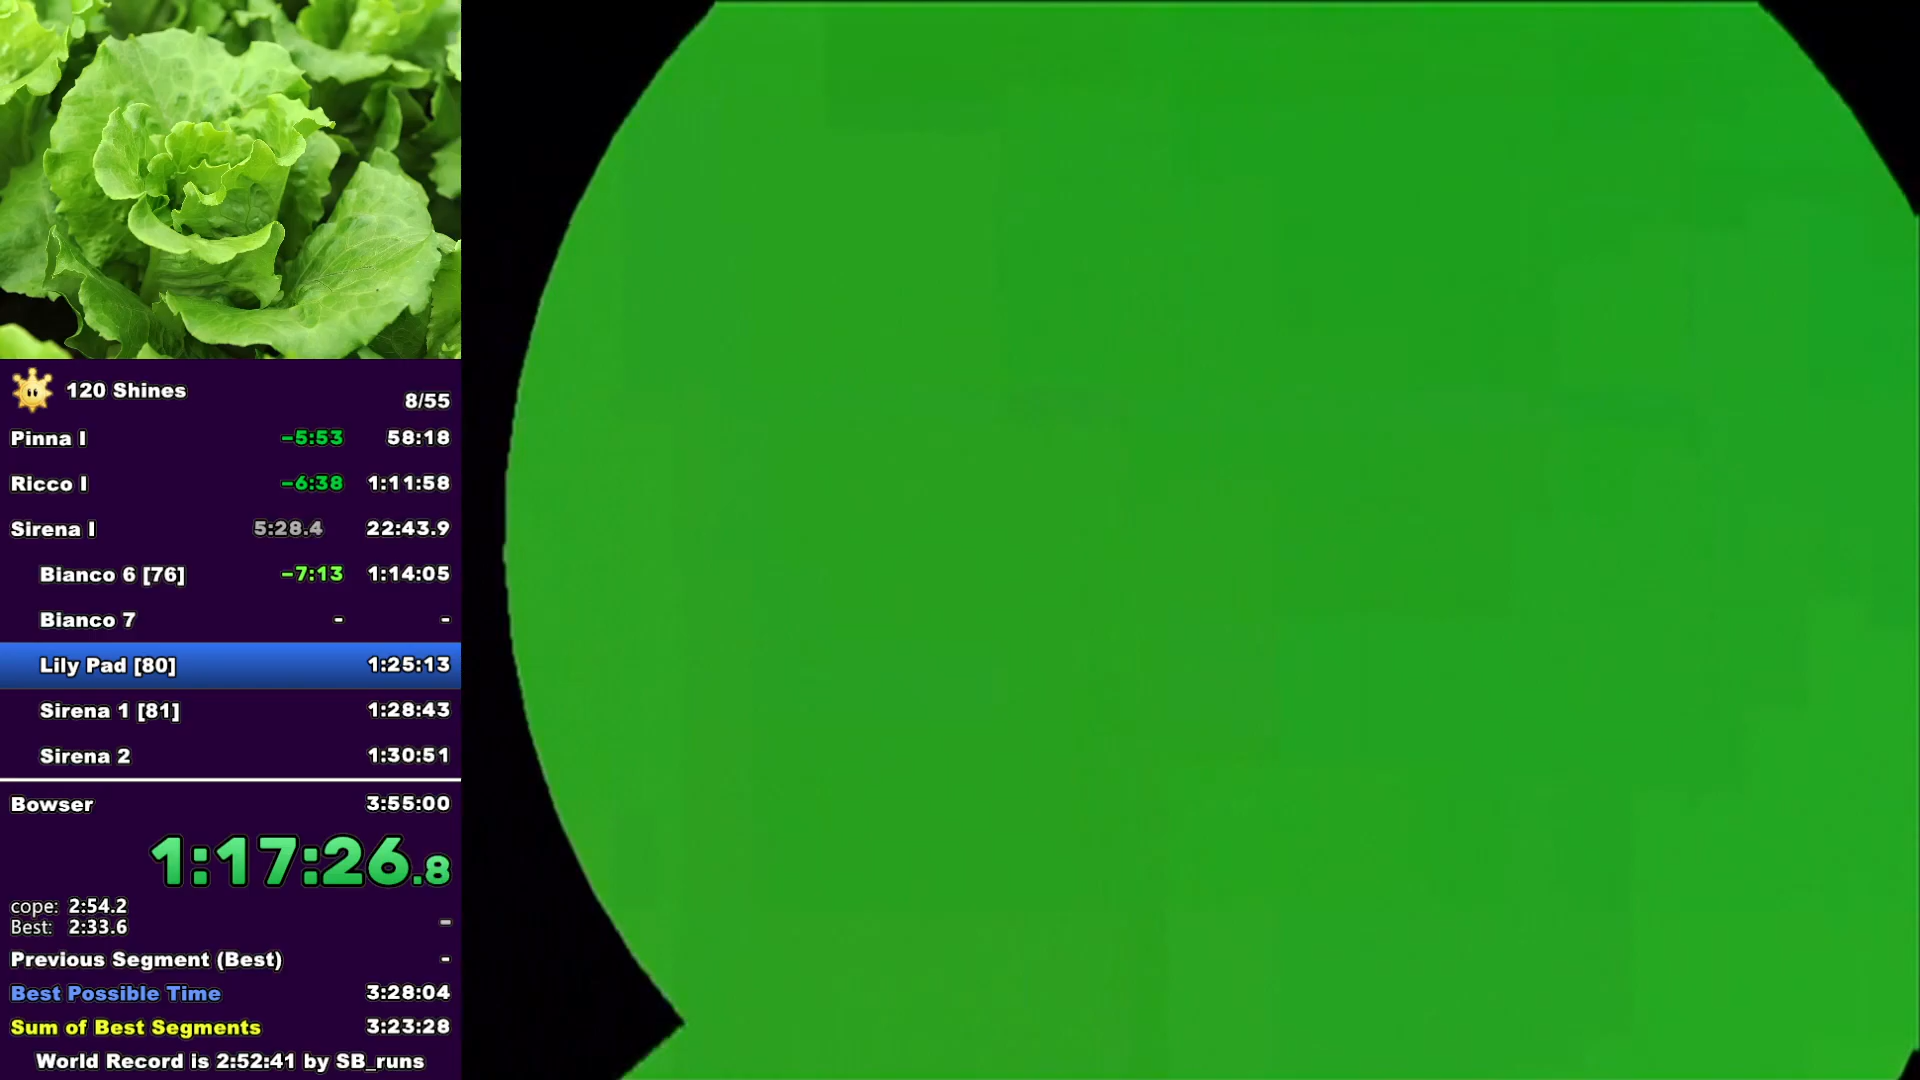 120 Shines
8/55
Pinna I -5:53 58:18
Ricco I -6:38 1:11:58
Sirena I 5:28.4 22:43.9
Bianco 6 [76] -7:13 1:14:05
Bianco 7 - -
Lily Pad [80] 1:25:13
Sirena 1 [81] 1:28:43
Sirena 2 1:30:51
Bowser 3:55:00
1:17:26.8
cope: 2:54.2
Best: 2:33.6 -
Previous Segment (Best) -
Best Possible Time 3:28:04
Sum of Best Segments 3:23:28
World Record is 2:52:41 by SB_runs